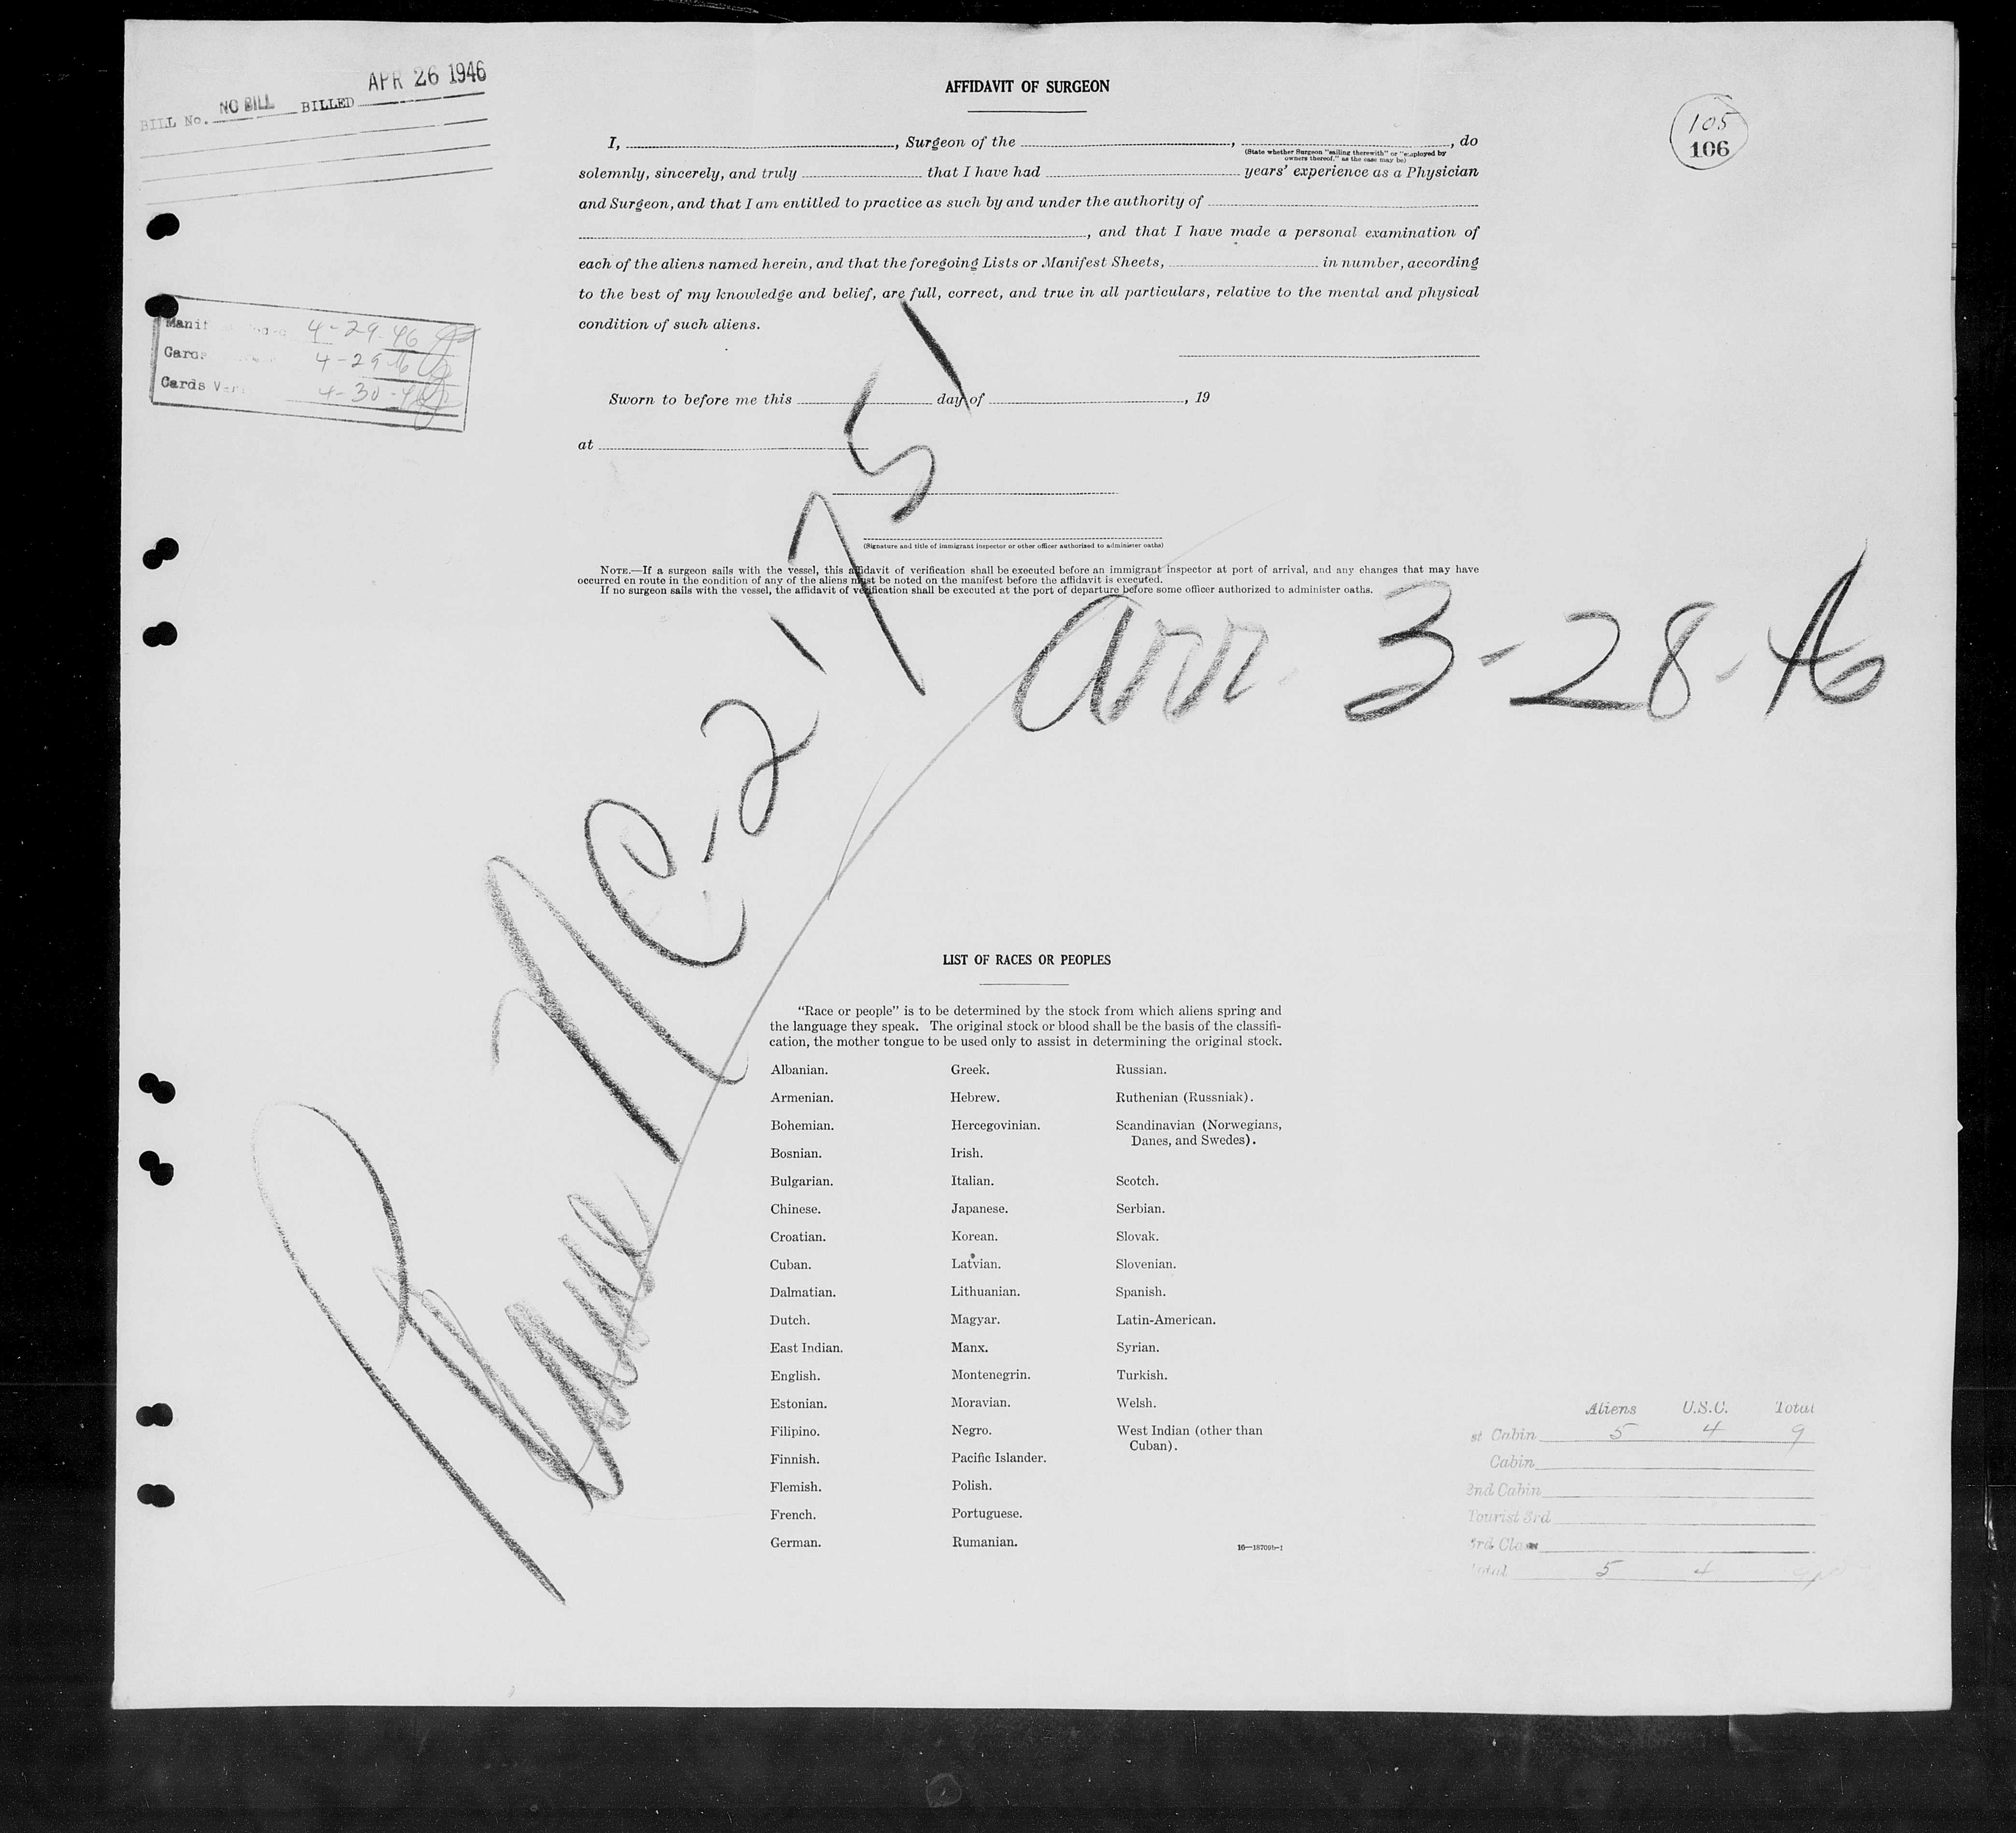 BILL No. NO BILL BILLED APR 26 1946
105
106
AFFIDAVIT OF SURGEON
I, , Surgeon of the , , do
(State whether Surgeon "sailing therewith" or "employed by
owners thereof," as the case may be)
solemnly, sincerely, and truly that I have had years' experience as a Physician
and Surgeon, and that I am entitled to practice as such by and under the authority of
, and that I have made a personal examination of
each of the aliens named herein, and that the foregoing Lists or Manifest Sheets, in number, according
to the best of my knowledge and belief, are full, correct, and true in all particulars, relative to the mental and physical
condition of such aliens.
4-29-46
4-29-46
Cards 4-30-46
Sworn to before me this day of , 19
at
(Signature and title of immigrant inspector or other officer authorized to administer oaths)
NOTE.—If a surgeon sails with the vessel, this affidavit of verification shall be executed before an immigrant inspector at port of arrival, and any changes that may have
occurred en route in the condition of any of the aliens must be noted on the manifest before the affidavit is executed.
If no surgeon sails with the vessel, the affidavit of verification shall be executed at the port of departure before some officer authorized to administer oaths.
Plane NC-21751
arr. 3-28-46
LIST OF RACES OR PEOPLES
"Race or people" is to be determined by the stock from which aliens spring and
the language they speak. The original stock or blood shall be the basis of the classifi-
cation, the mother tongue to be used only to assist in determining the original stock.
Albanian.
Armenian.
Bohemian.
Bosnian.
Bulgarian.
Chinese.
Croatian.
Cuban.
Dalmatian.
Dutch.
East Indian.
English.
Estonian.
Filipino.
Finnish.
Flemish.
French.
German.
Greek.
Hebrew.
Hercegovinian.
Irish.
Italian.
Japanese.
Korean.
Latvian.
Lithuanian.
Magyar.
Manx.
Montenegrin.
Moravian.
Negro.
Pacific Islander.
Polish.
Portuguese.
Rumanian.
Russian.
Ruthenian (Russniak).
Scandinavian (Norwegians,
Danes, and Swedes).
Scotch.
Serbian.
Slovak.
Slovenian.
Spanish.
Latin-American.
Syrian.
Turkish.
Welsh.
West Indian (other than
Cuban).
16—18709b-1
Aliens U.S.C. Total
st Cabin 5 4 9
Cabin
2nd Cabin
Tourist 3rd
3rd Class
Total 5 4